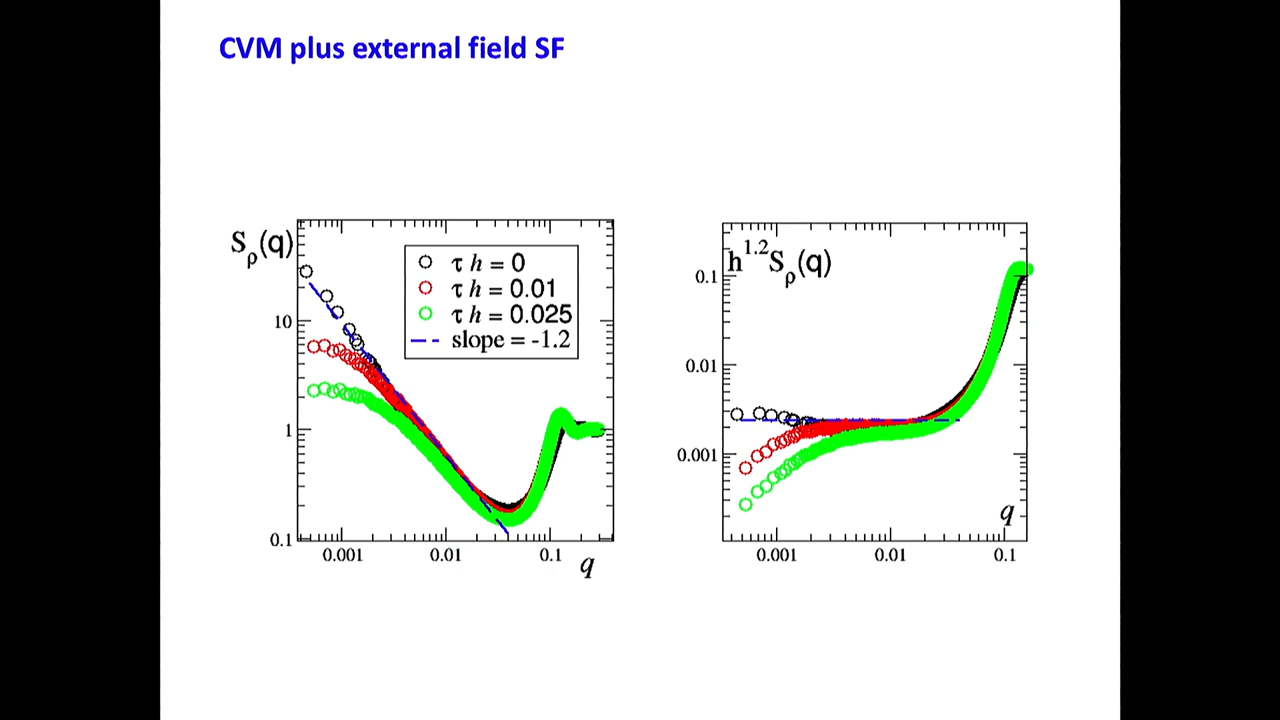 CVM plus external field SF
Sρ(q)
τ h = 0
τ h = 0.01
τ h = 0.025
slope = -1.2
10
1
0.1
0.001 0.01 0.1
q
h^1.2Sρ(q)
0.1
0.01
0.001
q
0.001 0.01 0.1